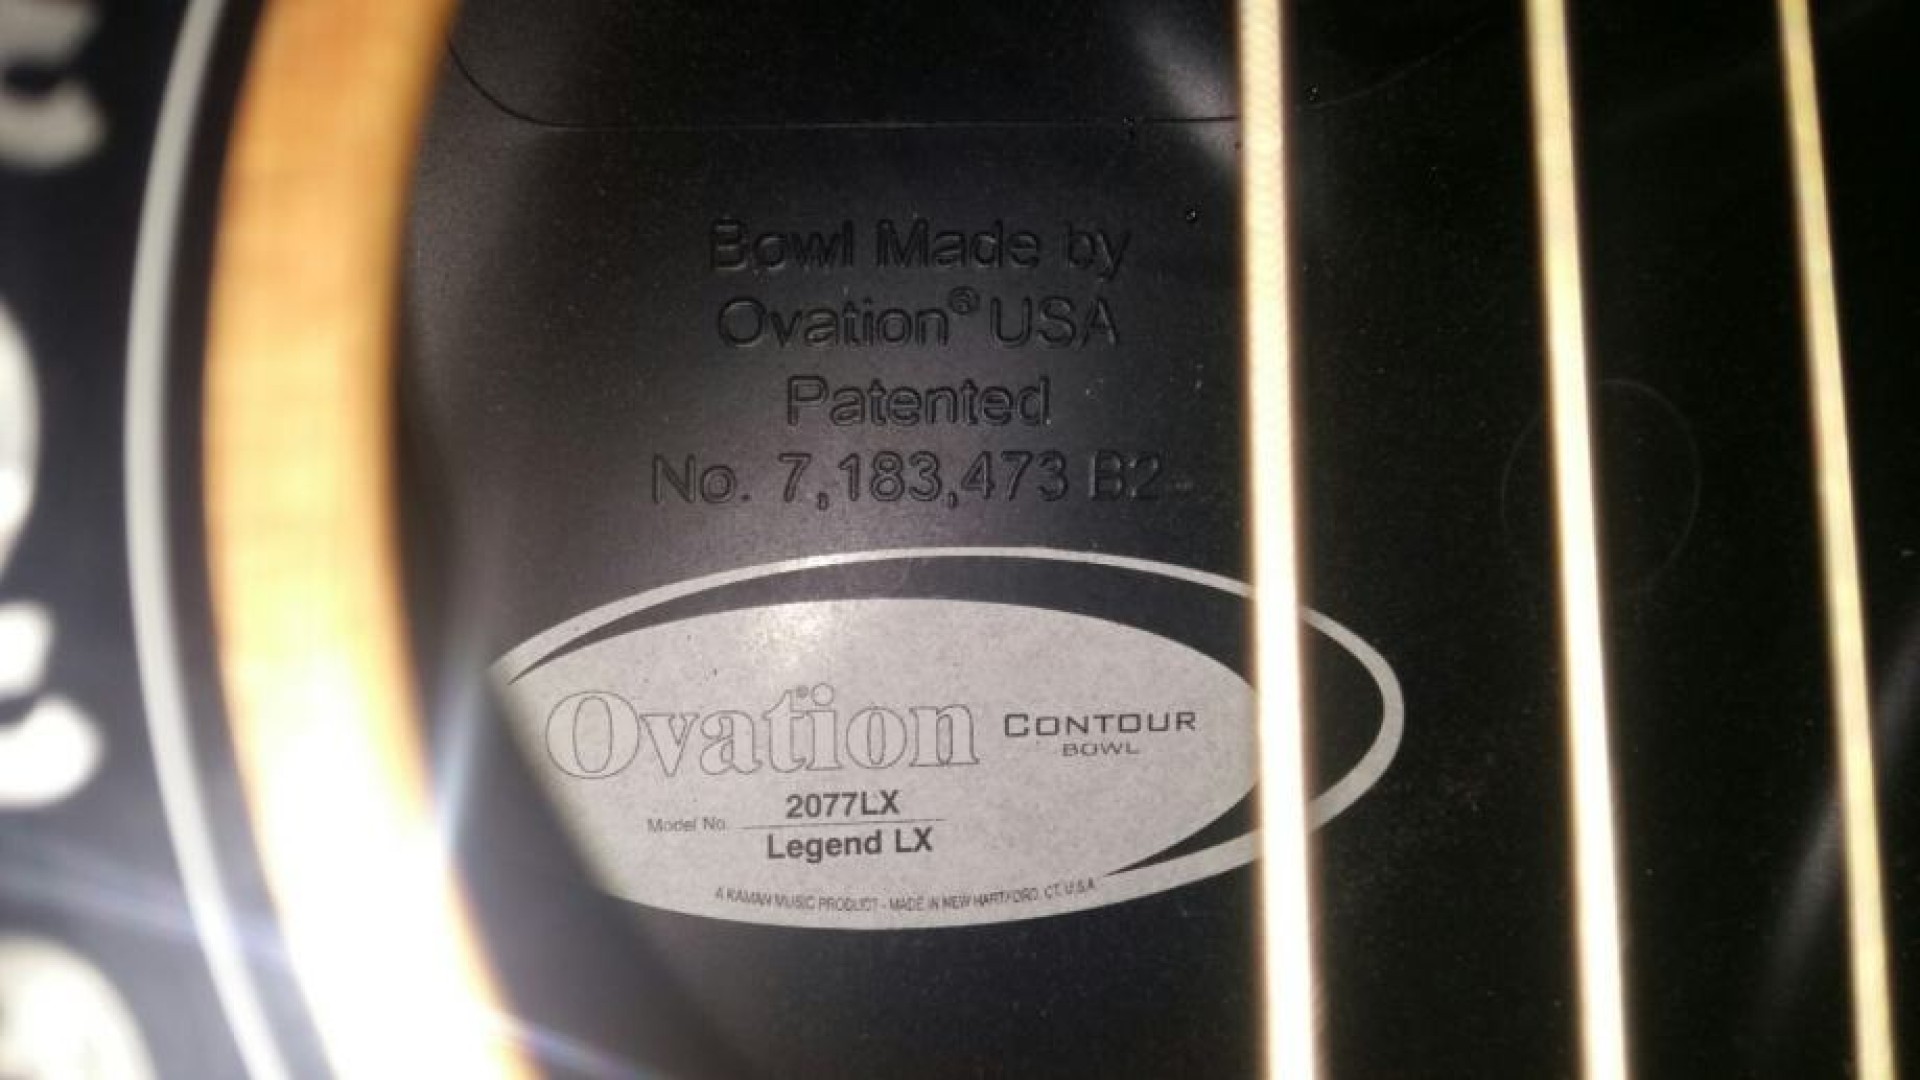 Bowl Made by
Ovation® USA
Patented
No. 7,183,473 B2
Ovation® CONTOUR
BOWL
2077LX
Model No.
Legend LX
A KAMAN MUSIC PRODUCT - MADE IN NEW HARTFORD, CT. U.S.A.